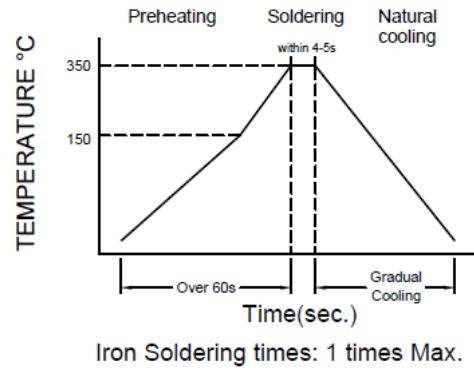 Preheating Soldering Natural
cooling
within 4-5s
350
150
TEMPERATURE °C
Over 60s
Gradual
Cooling
Time(sec.)
Iron Soldering times: 1 times Max.